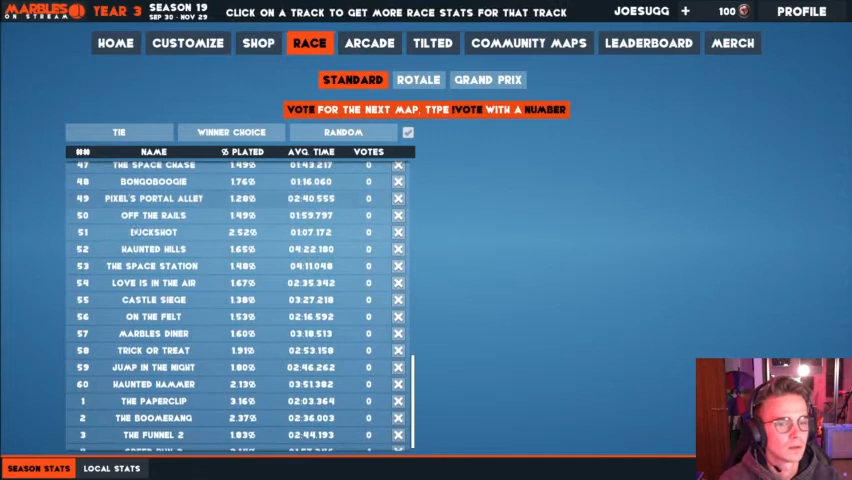 MARBLES ON STREAM
YEAR 3
SEASON 19
SEP 30 - NOV 29
CLICK ON A TRACK TO GET MORE RACE STATS FOR THAT TRACK
JOESUGG + 100 PROFILE
HOME CUSTOMIZE SHOP RACE ARCADE TILTED COMMUNITY MAPS LEADERBOARD MERCH
STANDARD ROYALE GRAND PRIX
VOTE FOR THE NEXT MAP, TYPE !VOTE WITH A NUMBER
TIE WINNER CHOICE RANDOM
## NAME % PLAYED AVG. TIME VOTES
47 THE SPACE CHASE 1.49% 01:43.217 0
48 BONGOBOOGIE 1.76% 01:16.060 0
49 PIXEL'S PORTAL ALLEY 1.28% 02:40.555 0
50 OFF THE RAILS 1.49% 01:59.797 0
51 BUCKSHOT 2.52% 01:07.172 0
52 HAUNTED HILLS 1.65% 04:22.180 0
53 THE SPACE STATION 1.48% 04:11.048 0
54 LOVE IS IN THE AIR 1.67% 02:35.342 0
55 CASTLE SIEGE 1.38% 03:27.218 0
56 ON THE FELT 1.53% 02:16.592 0
57 MARBLES DINER 1.60% 03:18.513 0
58 TRICK OR TREAT 1.91% 02:53.158 0
59 JUMP IN THE NIGHT 1.80% 02:46.262 0
60 HAUNTED HAMMER 2.13% 03:51.382 0
1 THE PAPERCLIP 3.16% 02:03.364 0
2 THE BOOMERANG 2.37% 02:36.003 0
3 THE FUNNEL 2 1.83% 02:44.193 0
SPEED RUN
SEASON STATS LOCAL STATS